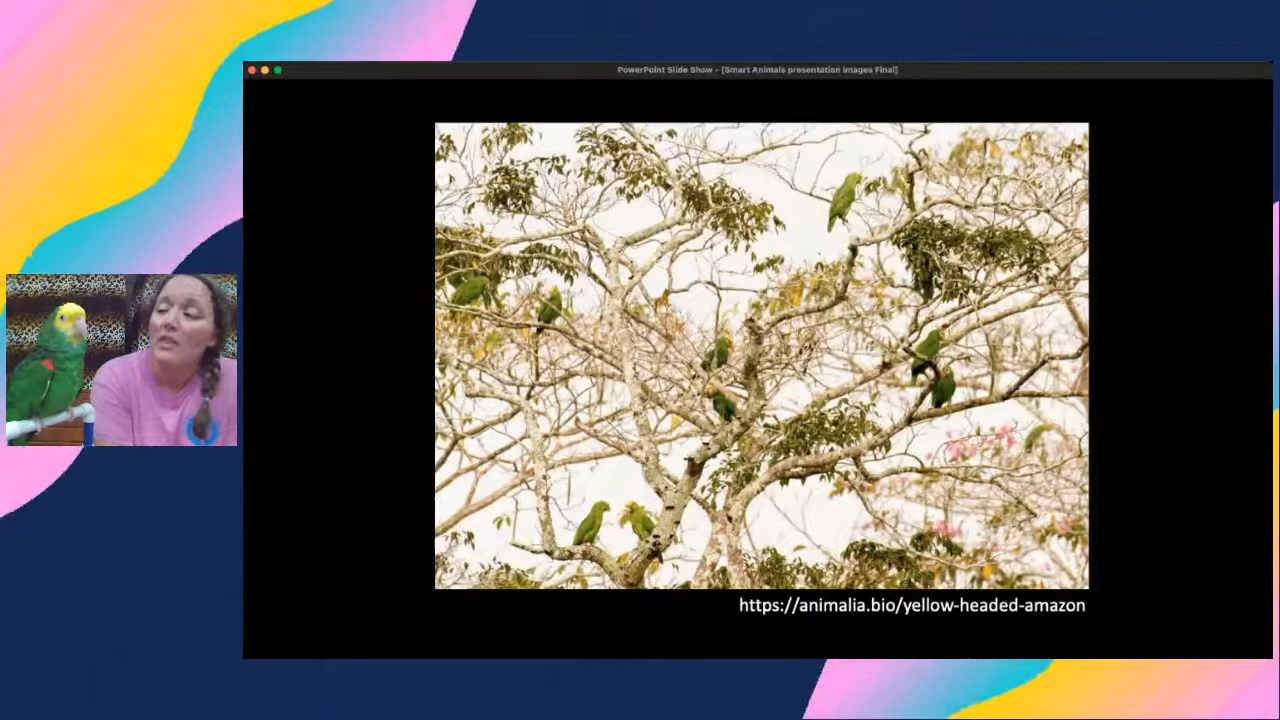 PowerPoint Slide Show - [Smart Animals presentation images Final]
https://animalia.bio/yellow-headed-amazon